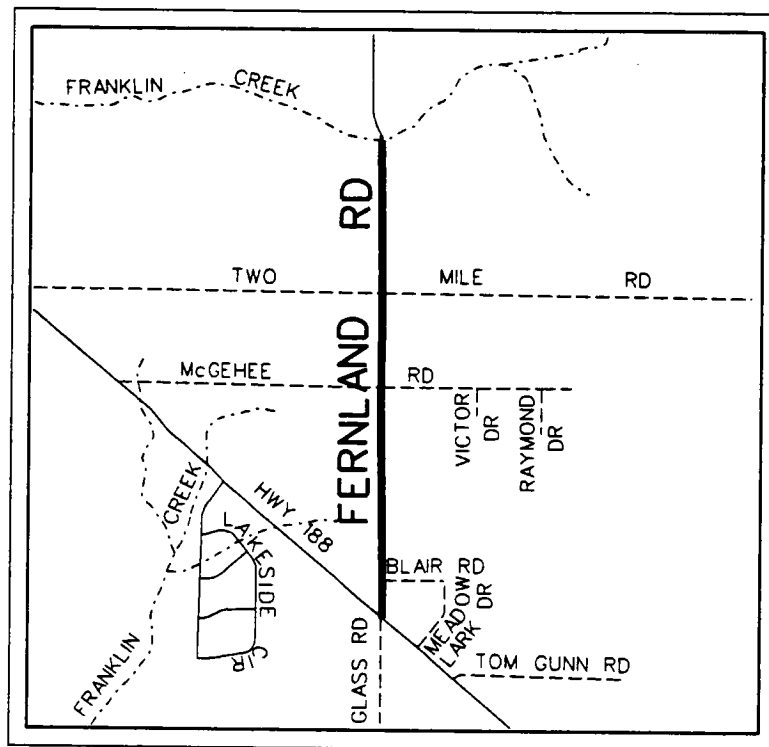 FRANKLIN CREEK
FERNLAND RD
TWO MILE RD
McGEHEE RD
VICTOR DR
RAYMOND DR
CREEK
FRANKLIN
HWY 188
LAKESIDE CIR
BLAIR RD
MEADOW LARK DR
TOM GUNN RD
GLASS RD